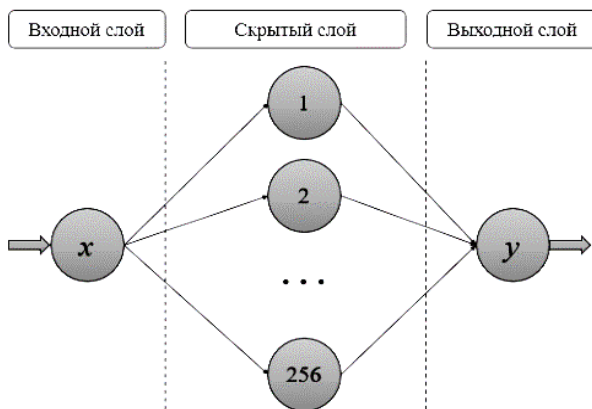 Входной слой
Скрытый слой
Выходной слой
1
2
x
y
...
256